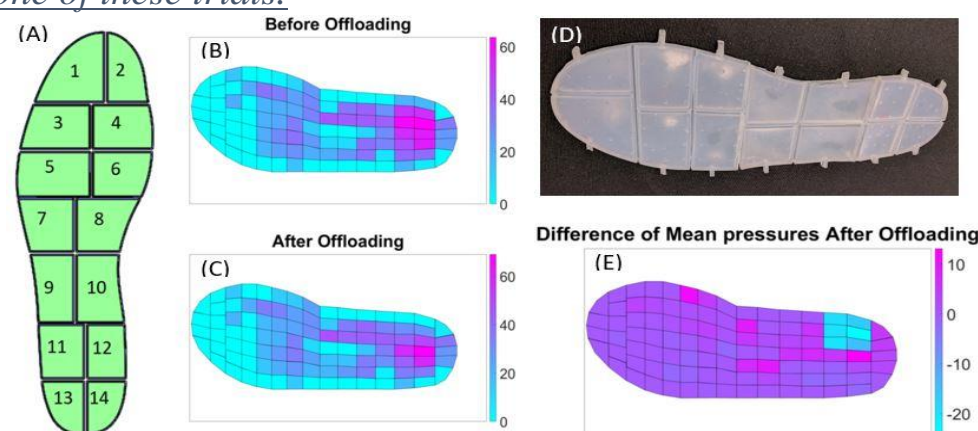 one of these trials.
(A)
1 2
3 4
5 6
7 8
9 10
11 12
13 14
Before Offloading
(B)
60
40
20
0
After Offloading
(C)
60
40
20
0
(D)
Difference of Mean pressures After Offloading
(E)
10
0
-10
-20